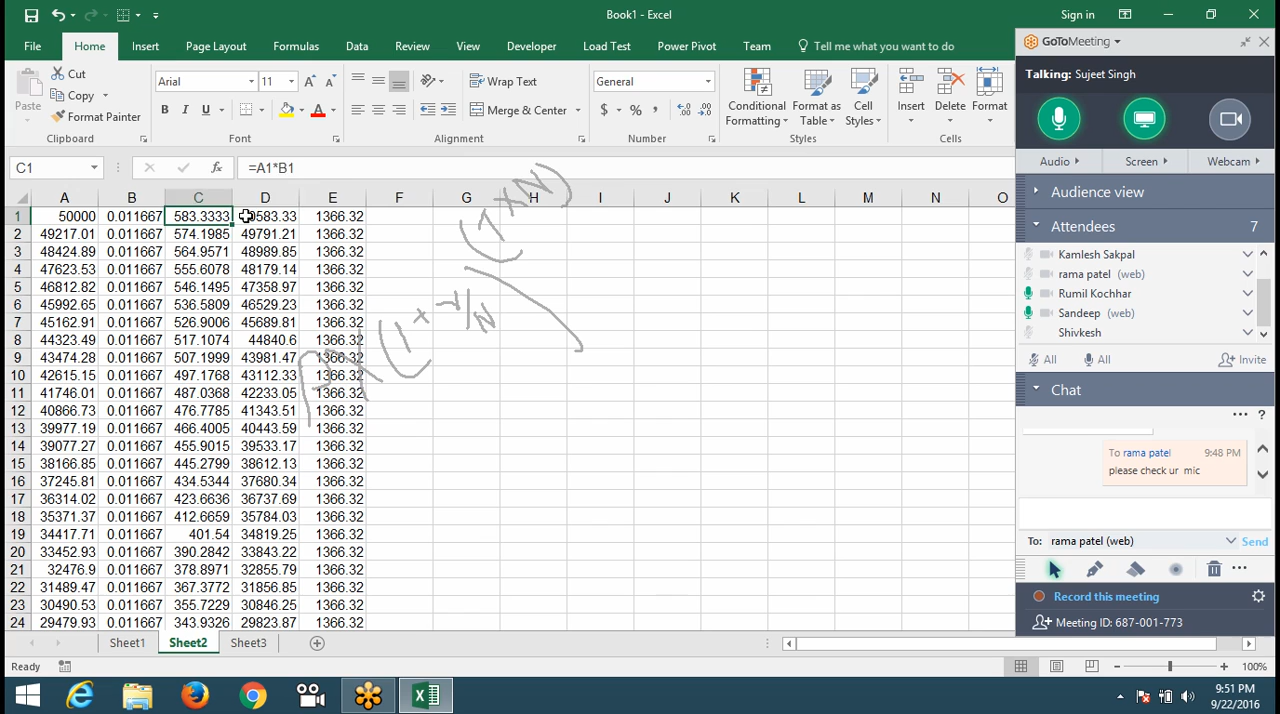 Book1 - Excel
Sign in
File Home Insert Page Layout Formulas Data Review View Developer Load Test Power Pivot Team Tell me what you want to do
Paste
Cut
Copy
Format Painter
Clipboard
Arial 11
B I U
Font
Wrap Text
Merge & Center
Alignment
General
$ % ,
Number
Conditional Formatting
Format as Table
Cell Styles
Styles
Insert Delete Format
Cells
C1 fx =A1*B1
A B C D E F G H I J K L M N O
1 50000 0.011667 583.3333 0583.33 1366.32
2 49217.01 0.011667 574.1985 49791.21 1366.32
3 48424.89 0.011667 564.9571 48989.85 1366.32
4 47623.53 0.011667 555.6078 48179.14 1366.32
5 46812.82 0.011667 546.1495 47358.97 1366.32
6 45992.65 0.011667 536.5809 46529.23 1366.32
7 45162.91 0.011667 526.9006 45689.81 1366.32
8 44323.49 0.011667 517.1074 44840.6 1366.32
9 43474.28 0.011667 507.1999 43981.47 1366.32
10 42615.15 0.011667 497.1768 43112.33 1366.32
11 41746.01 0.011667 487.0368 42233.05 1366.32
12 40866.73 0.011667 476.7785 41343.51 1366.32
13 39977.19 0.011667 466.4005 40443.59 1366.32
14 39077.27 0.011667 455.9015 39533.17 1366.32
15 38166.85 0.011667 445.2799 38612.13 1366.32
16 37245.81 0.011667 434.5344 37680.34 1366.32
17 36314.02 0.011667 423.6636 36737.69 1366.32
18 35371.37 0.011667 412.6659 35784.03 1366.32
19 34417.71 0.011667 401.54 34819.25 1366.32
20 33452.93 0.011667 390.2842 33843.22 1366.32
21 32476.9 0.011667 378.8971 32855.79 1366.32
22 31489.47 0.011667 367.3772 31856.85 1366.32
23 30490.53 0.011667 355.7229 30846.25 1366.32
24 29479.93 0.011667 343.9326 29823.87 1366.32
(1+ r/N) (TXN)
Sheet1 Sheet2 Sheet3
Ready
100%
GoToMeeting
Talking: Sujeet Singh
Audio Screen Webcam
Audience view
Attendees 7
Kamlesh Sakpal
rama patel (web)
Rumil Kochhar
Sandeep (web)
Shivkesh
All All Invite
Chat
... ?
To rama patel 9:48 PM
please check ur mic
To: rama patel (web) Send
Record this meeting
Meeting ID: 687-001-773
9:51 PM
9/22/2016